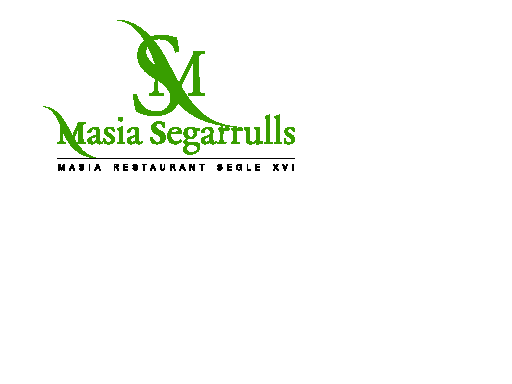 SM
Masia Segarrulls
MASIA RESTAURANT SEGLE XVI